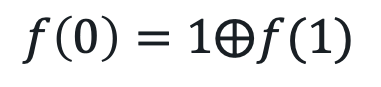 f(0) = 1⊕f(1)